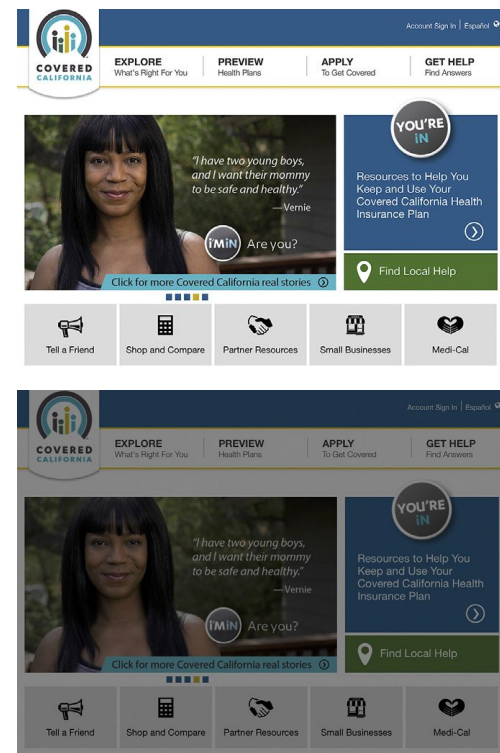 Account Sign In | Español
COVERED
CALIFORNIA
EXPLORE
What's Right For You
PREVIEW
Health Plans
APPLY
To Get Covered
GET HELP
Find Answers
"I have two young boys,
and I want their mommy
to be safe and healthy."
— Vernie
i'MiN Are you?
Click for more Covered California real stories
YOU'RE
iN
Resources to Help You
Keep and Use Your
Covered California Health
Insurance Plan
Find Local Help
Tell a Friend
Shop and Compare
Partner Resources
Small Businesses
Medi-Cal
Account Sign In | Español
COVERED
CALIFORNIA
EXPLORE
What's Right For You
PREVIEW
Health Plans
APPLY
To Get Covered
GET HELP
Find Answers
"I have two young boys,
and I want their mommy
to be safe and healthy."
— Vernie
i'MiN Are you?
Click for more Covered California real stories
YOU'RE
iN
Resources to Help You
Keep and Use Your
Covered California Health
Insurance Plan
Find Local Help
Tell a Friend
Shop and Compare
Partner Resources
Small Businesses
Medi-Cal